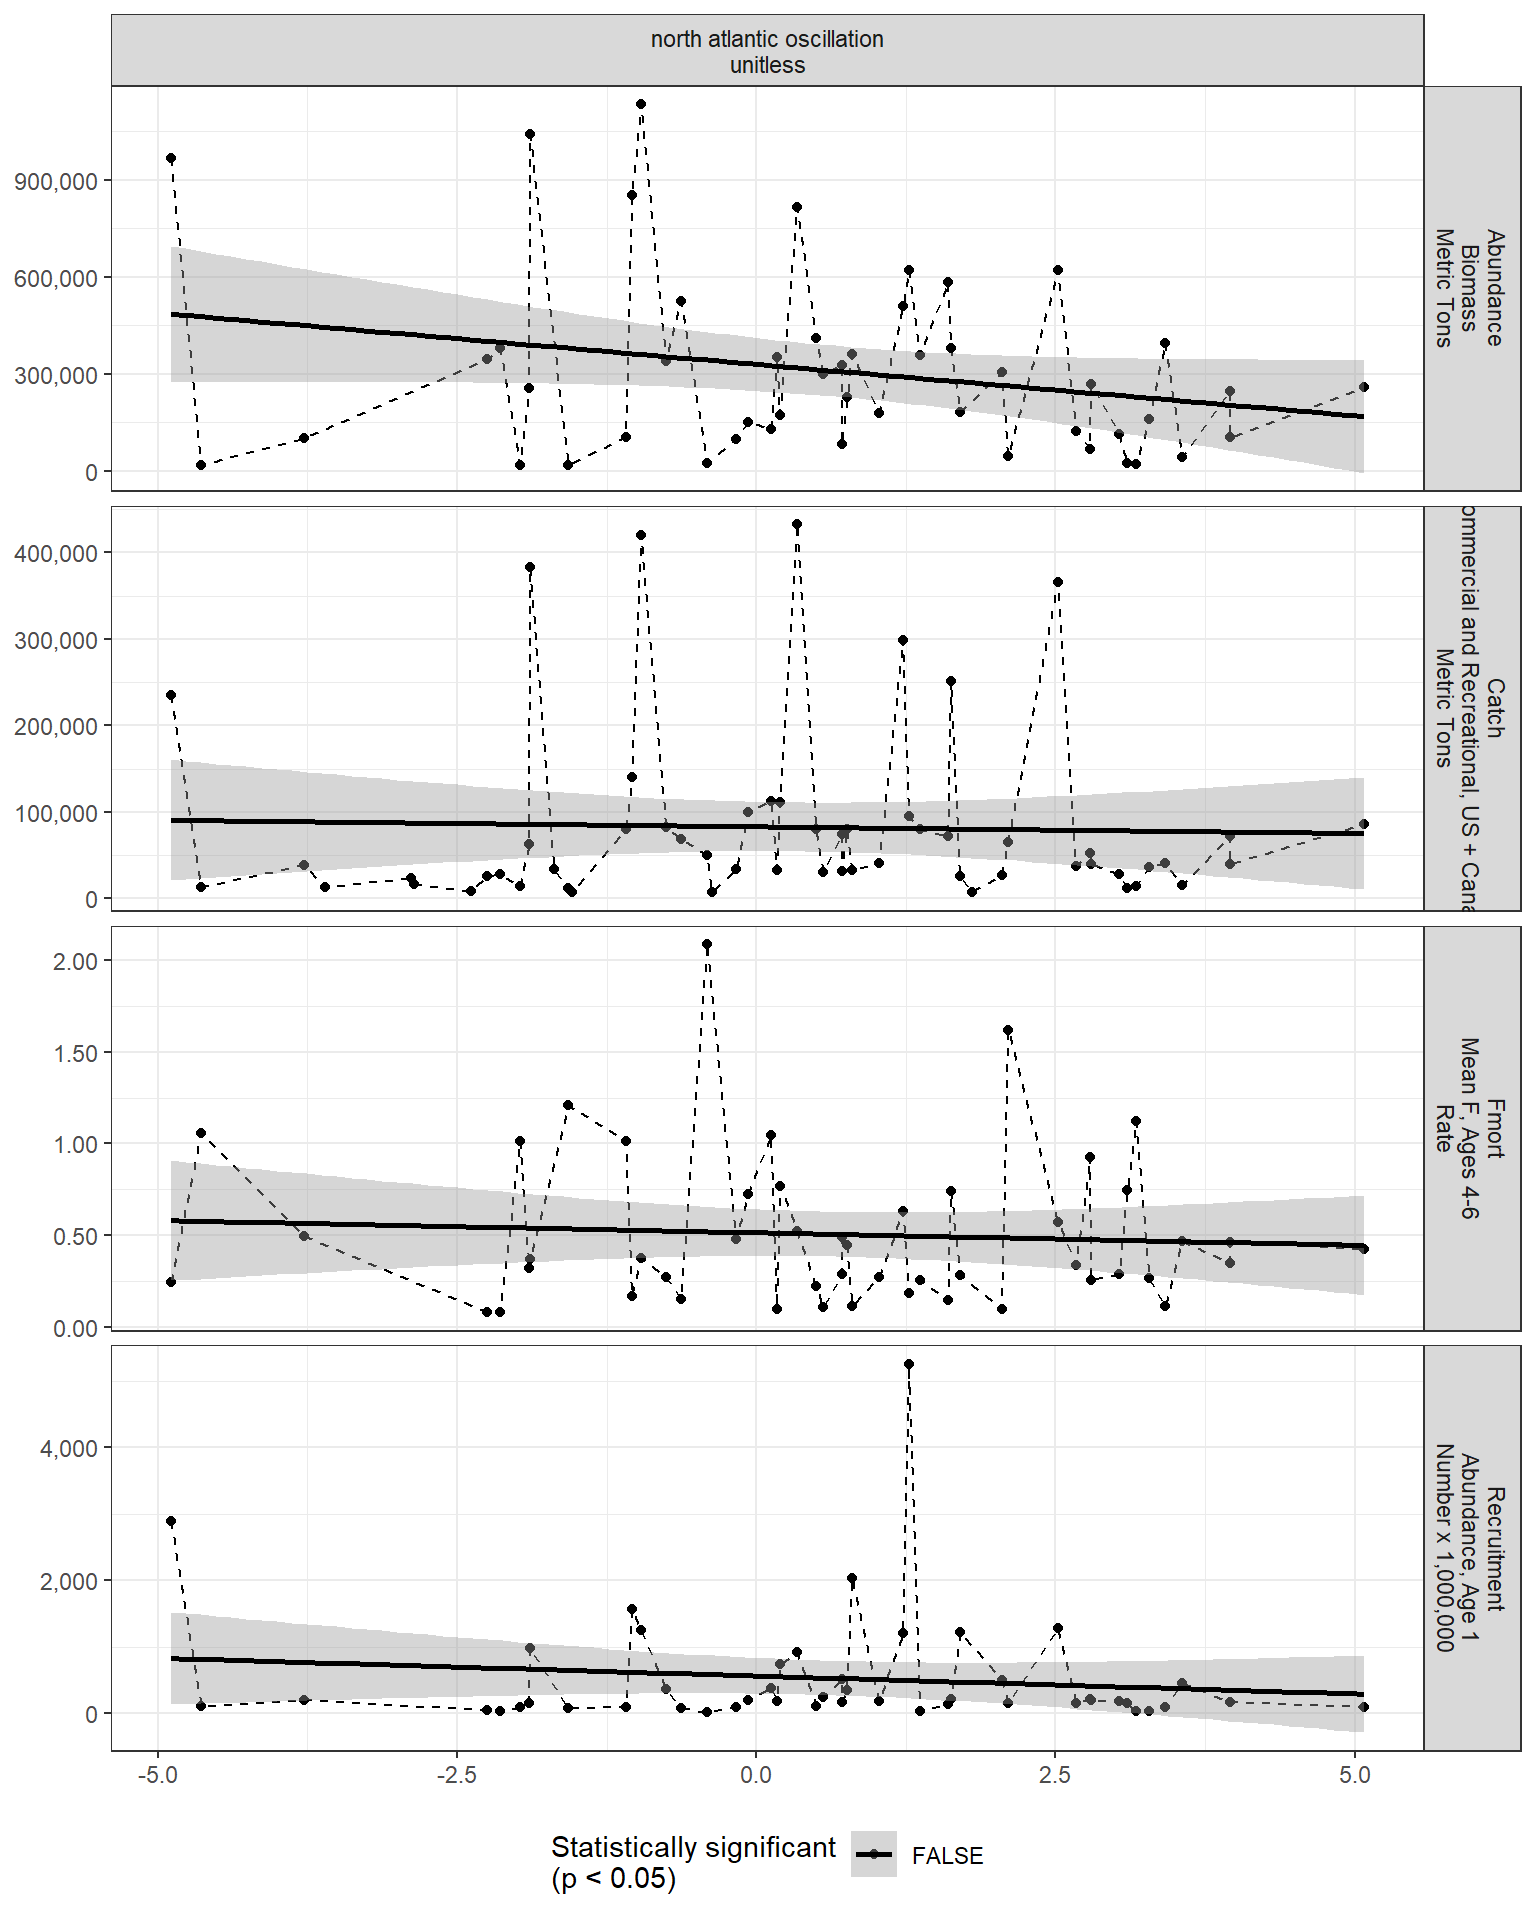 north atlantic oscillation
unitless
900,000
600,000
300,000
0
Abundance
Biomass
Metric Tons
400,000
300,000
200,000
100,000
0
Catch
ommercial and Recreational, US + Cana
Metric Tons
2.00
1.50
1.00
0.50
0.00
Fmort
Mean F, Ages 4-6
Rate
4,000
2,000
0
Recruitment
Abundance, Age 1
Number x 1,000,000
-5.0 -2.5 0.0 2.5 5.0
Statistically significant
(p < 0.05)
FALSE